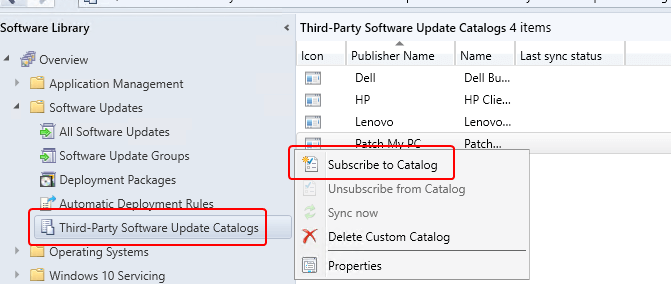 Software Library
Overview
Application Management
Software Updates
All Software Updates
Software Update Groups
Deployment Packages
Automatic Deployment Rules
Third-Party Software Update Catalogs
Operating Systems
Windows 10 Servicing
Third-Party Software Update Catalogs 4 items
Icon Publisher Name Name Last sync status
Dell Dell Bu...
HP HP Clie...
Lenovo Lenovo...
Patch My PC Patch...
Subscribe to Catalog
Unsubscribe from Catalog
Sync now
Delete Custom Catalog
Properties